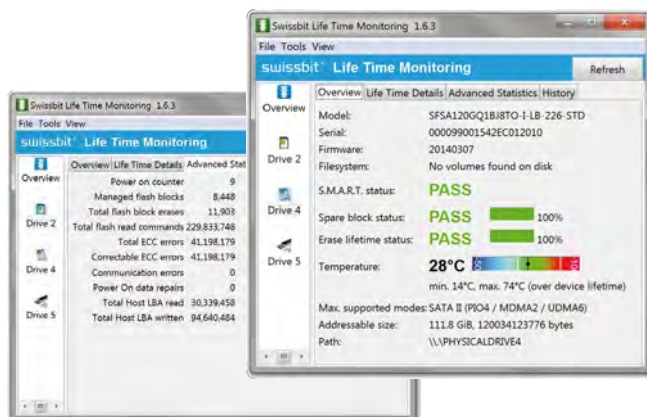 Swissbit Life Time Monitoring 1.6.3
File Tools View
swissbit® Life Time Monitoring
Refresh
Overview
Drive 2
Drive 4
Drive 5
Overview Life Time Details Advanced Statistics History
Model: SFSA120GQ1BJ8TO-I-LB-226-STD
Serial: 000099001542EC012010
Firmware: 20140307
Filesystem: No volumes found on disk
S.M.A.R.T. status: PASS
Spare block status: PASS 100%
Erase lifetime status: PASS 100%
Temperature: 28°C
min. 14°C, max. 74°C (over device lifetime)
Max. supported modes: SATA II (PIO4 / MDMA2 / UDMA6)
Addressable size: 111.8 GiB, 120034123776 bytes
Path: \\.\PHYSICALDRIVE4
Swissbit Life Time Monitoring 1.6.3
File Tools View
swissbit® Life Time Monitoring
Overview
Drive 2
Drive 4
Drive 5
Overview Life Time Details Advanced Stat
Power on counter 9
Managed flash blocks 8,448
Total flash block erases 11,903
Total flash read commands 229,833,748
Total ECC errors 41,198,179
Correctable ECC errors 41,198,179
Communication errors 0
Power On data repairs 0
Total Host LBA read 30,339,458
Total Host LBA written 94,640,484